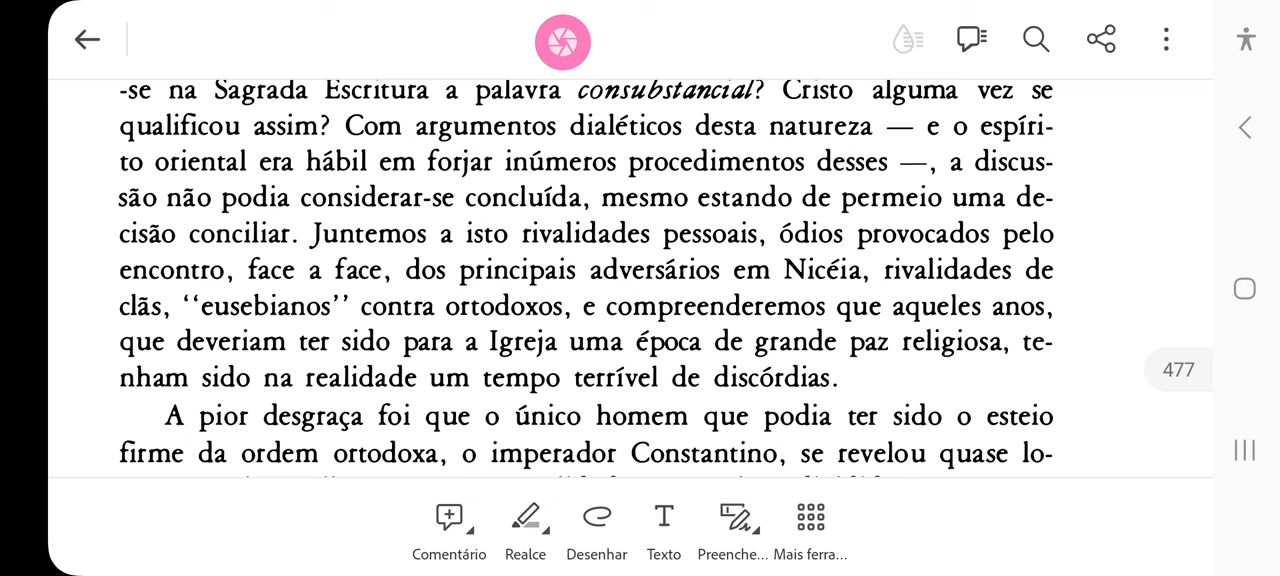 -se na Sagrada Escritura a palavra consubstancial? Cristo alguma vez se
qualificou assim? Com argumentos dialéticos desta natureza — e o espíri-
to oriental era hábil em forjar inúmeros procedimentos desses —, a discus-
são não podia considerar-se concluída, mesmo estando de permeio uma de-
cisão conciliar. Juntemos a isto rivalidades pessoais, ódios provocados pelo
encontro, face a face, dos principais adversários em Nicéia, rivalidades de
clãs, ‘‘eusebianos’’ contra ortodoxos, e compreenderemos que aqueles anos,
que deveriam ter sido para a Igreja uma época de grande paz religiosa, te-
nham sido na realidade um tempo terrível de discórdias.
477
A pior desgraça foi que o único homem que podia ter sido o esteio
firme da ordem ortodoxa, o imperador Constantino, se revelou quase lo-
Comentário
Realce
Desenhar
Texto
Preenche...
Mais ferra...